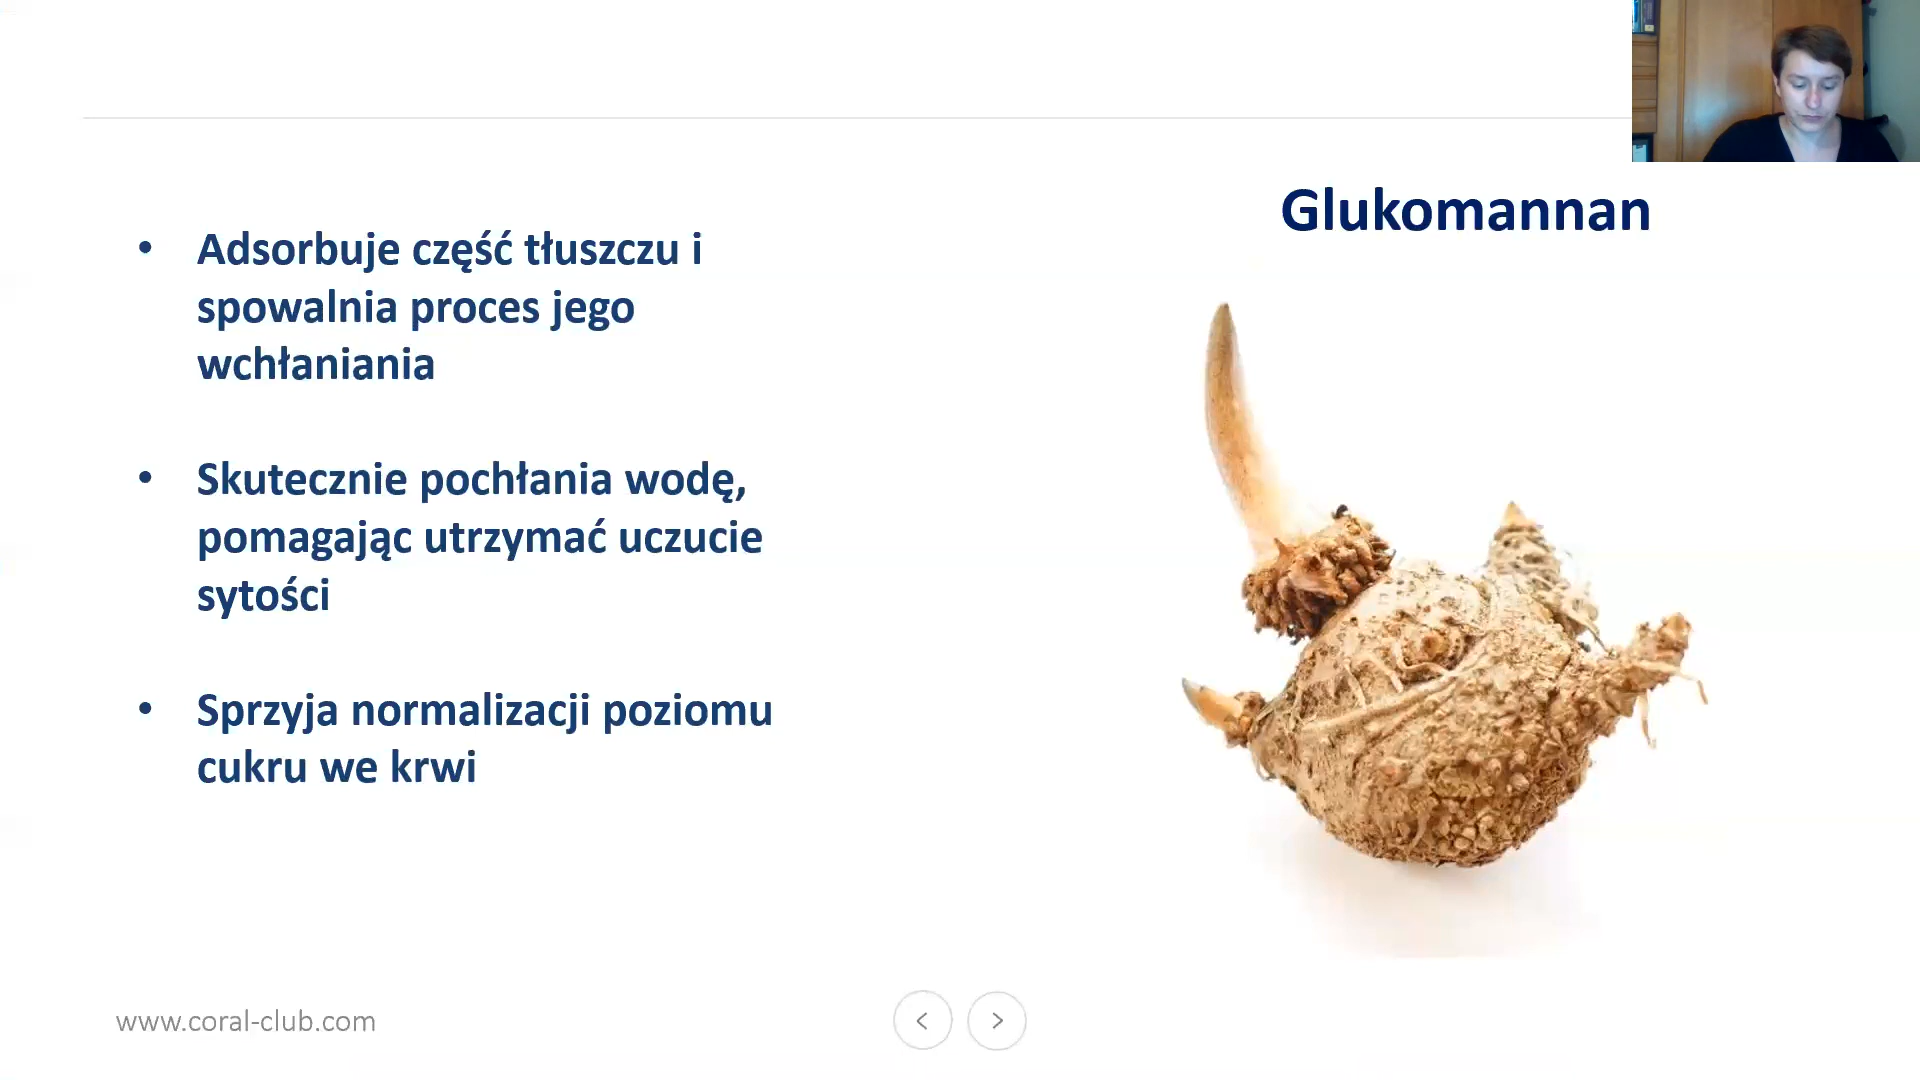 Glukomannan
• Adsorbuje część tłuszczu i
spowalnia proces jego
wchłaniania
• Skutecznie pochłania wodę,
pomagając utrzymać uczucie
sytości
• Sprzyja normalizacji poziomu
cukru we krwi
www.coral-club.com